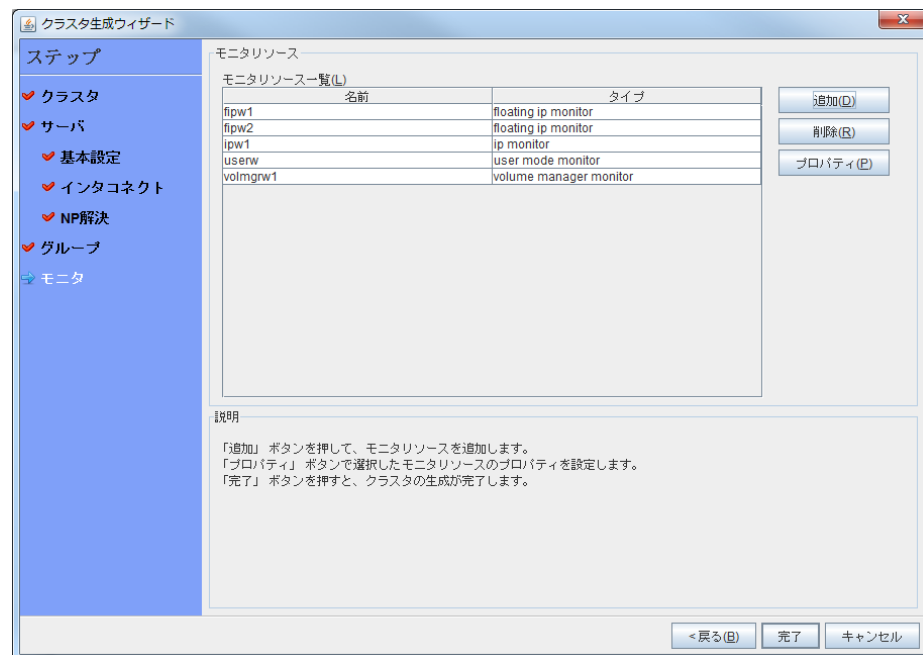 クラスタ生成ウィザード
ステップ
クラスタ
サーバ
基本設定
インタコネクト
NP解決
グループ
モニタ
モニタリソース
モニタリソース一覧(L)
名前 タイプ
fipw1 floating ip monitor
fipw2 floating ip monitor
ipw1 ip monitor
userw user mode monitor
volmgrw1 volume manager monitor
追加(D)
削除(R)
プロパティ(P)
説明
「追加」 ボタンを押して、モニタリソースを追加します。
「プロパティ」 ボタンで選択したモニタリソースのプロパティを設定します。
「完了」 ボタンを押すと、クラスタの生成が完了します。
<戻る(B) 完了 キャンセル